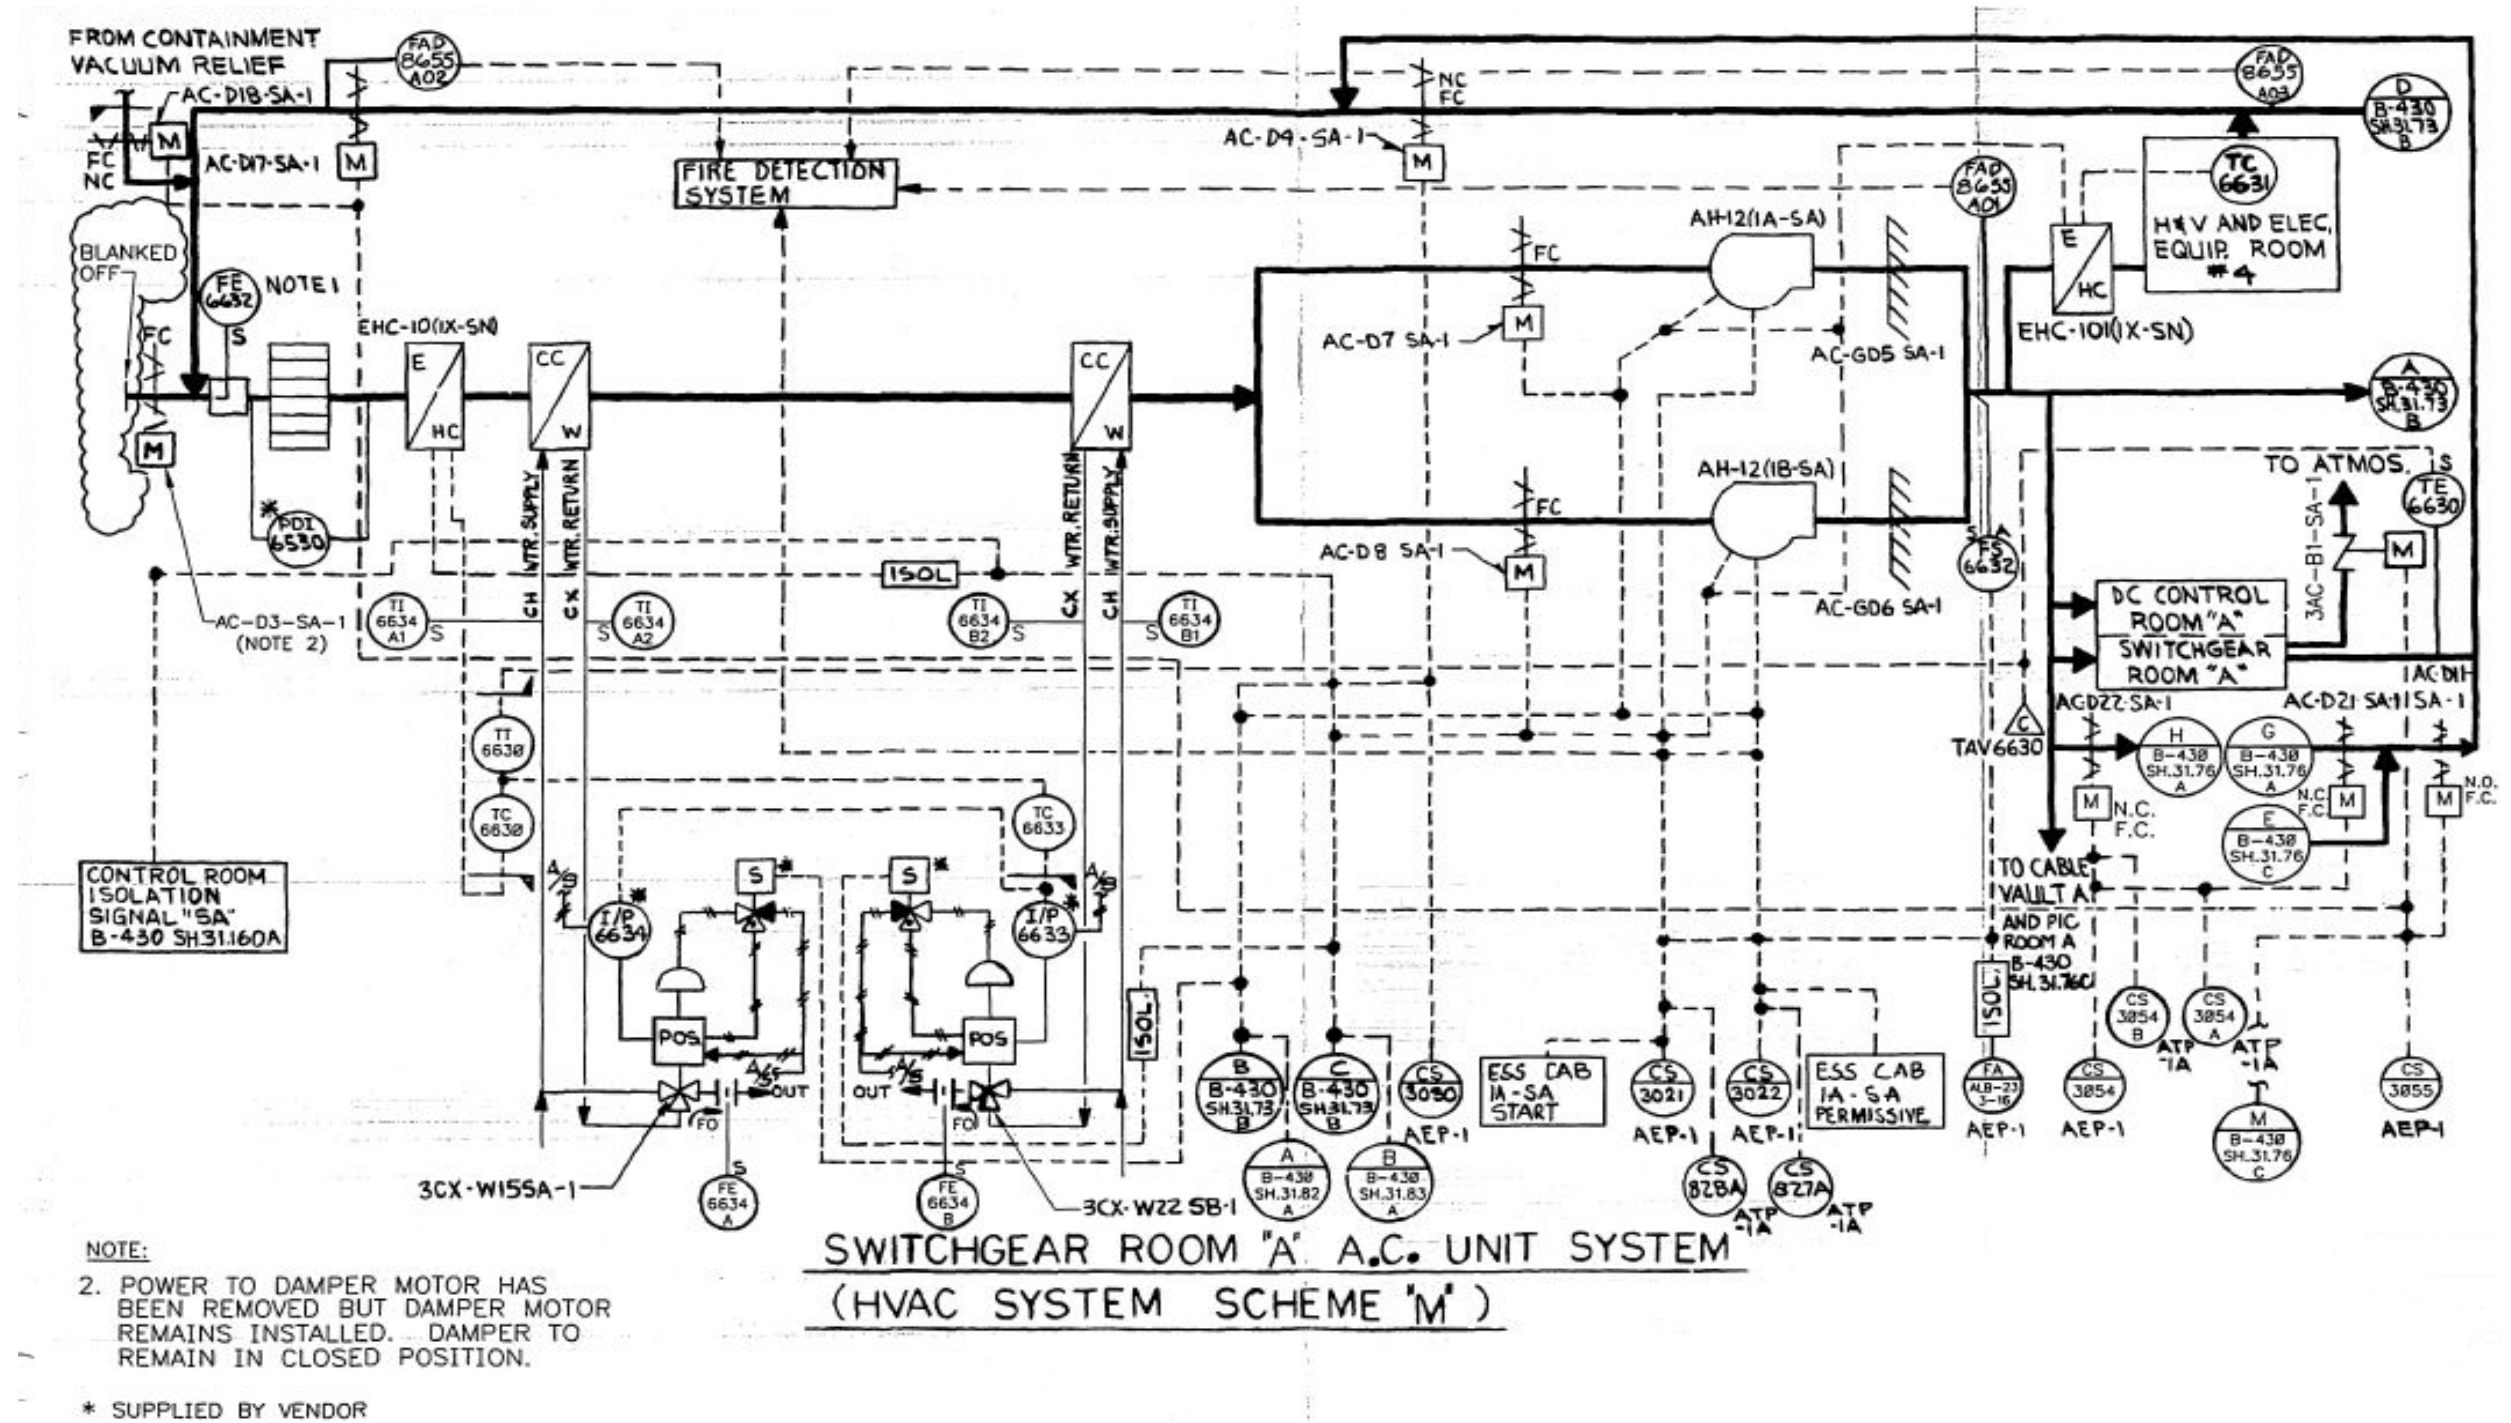 FROM CONTAINMENT
VACUUM RELIEF
AC-D18-SA-1
FAD
8655
A02
NC
FC
FAD
8655
A03
D
B-430
SH.31.73
B
M
FC
NC
AC-D17-SA-1
M
FIRE DETECTION
SYSTEM
AC-D9-SA-1
M
FAD
8655
A01
TC
6631
H&V AND ELEC.
EQUIP. ROOM
#4
E
HC
EHC-101(1X-SN)
BLANKED
OFF
FE
6632
NOTE 1
S
FC
M
EHC-10(1X-SN)
E
HC
CC
W
CC
W
FC
AH-12(1A-SA)
M
AC-D7 SA-1
AC-GD5 SA-1
A
B-430
SH.31.73
B
*
PDI
6530
CH WTR. SUPPLY
CX WTR. RETURN
CX WTR. RETURN
CH WTR. SUPPLY
FC
AH-12(1B-SA)
M
AC-D8 SA-1
AC-GD6 SA-1
S A
FS
6632
TO ATMOS.
S
TE
6630
3AC-B1-SA-1
M
ISOL
AC-D3-SA-1
(NOTE 2)
TI
6634
A1
S
S
TI
6634
A2
TI
6634
B2
S
S
TI
6634
B1
DC CONTROL
ROOM "A"
SWITCHGEAR
ROOM "A"
AC-D11-
SA-1
ACD22-SA-1
AC-D21-SA-1
C
TAV6630
TT
6630
TC
6630
TC
6633
H
B-430
SH.31.76
A
G
B-430
SH.31.76
A
M
N.C.
F.C.
N.C.
F.C.
M
M
N.O.
F.C.
E
B-430
SH.31.76
C
TO CABLE
VAULT A
AND PIC
ROOM A
B-430
SH.31.76C
CONTROL ROOM
ISOLATION
SIGNAL "SA"
B-430 SH.31.160A
A/S
*
I/P
6634
S
*
S
*
A/S
*
I/P
6633
POS
POS
A/S
OUT
OUT
A/S
FO
FO
ISOL.
ISOL.
B
B-430
SH.31.73
B
C
B-430
SH.31.73
B
CS
3090
AEP-1
ESS CAB
1A-SA
START
CS
3021
AEP-1
CS
3022
AEP-1
ESS CAB
1A-SA
PERMISSIVE
FA
ALB-23
3-16
AEP-1
CS
3054
AEP-1
CS
3054
B
ATP
-1A
CS
3054
A
ATP
-1A
CS
3055
AEP-1
M
B-430
SH.31.76
C
A
B-430
SH.31.82
A
B
B-430
SH.31.83
A
CS
828A
ATP
-1A
CS
827A
ATP
-1A
3CX-W15SA-1
S
FE
6634
A
S
FE
6634
B
3CX-W22 SB-1
SWITCHGEAR ROOM "A" A.C. UNIT SYSTEM
(HVAC SYSTEM SCHEME "M")
NOTE:
2. POWER TO DAMPER MOTOR HAS
BEEN REMOVED BUT DAMPER MOTOR
REMAINS INSTALLED. DAMPER TO
REMAIN IN CLOSED POSITION.
* SUPPLIED BY VENDOR